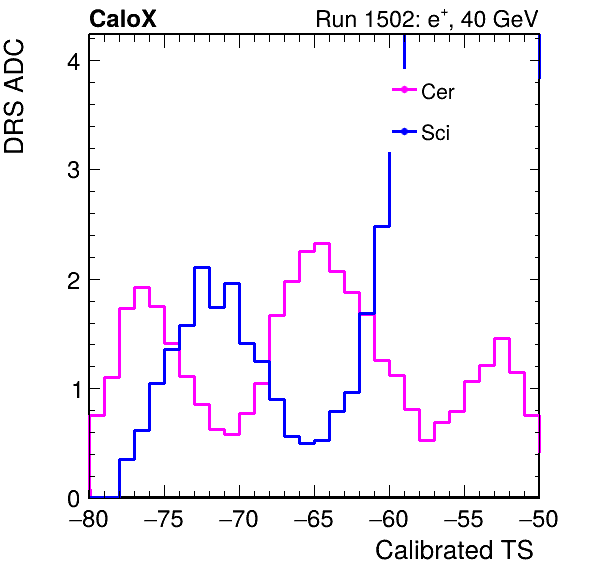 CaloX Run 1502: e⁺, 40 GeV
DRS ADC
4
3
2
1
0
Cer
Sci
−80 −75 −70 −65 −60 −55 −50
Calibrated TS